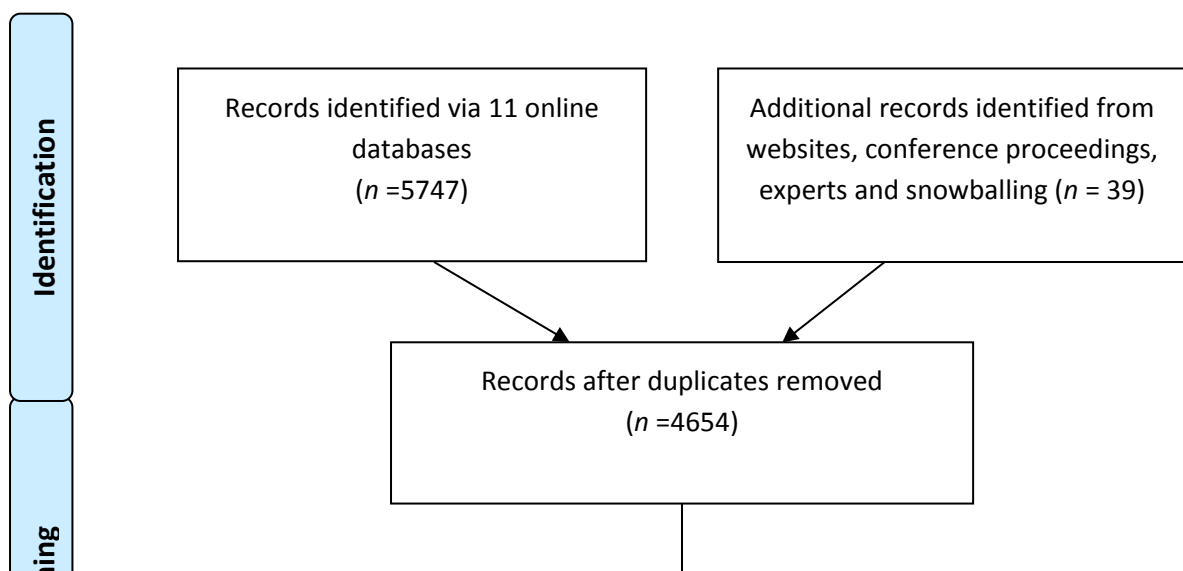 Identification
Records identified via 11 online
databases
(n =5747)
Additional records identified from
websites, conference proceedings,
experts and snowballing (n = 39)
Records after duplicates removed
(n =4654)